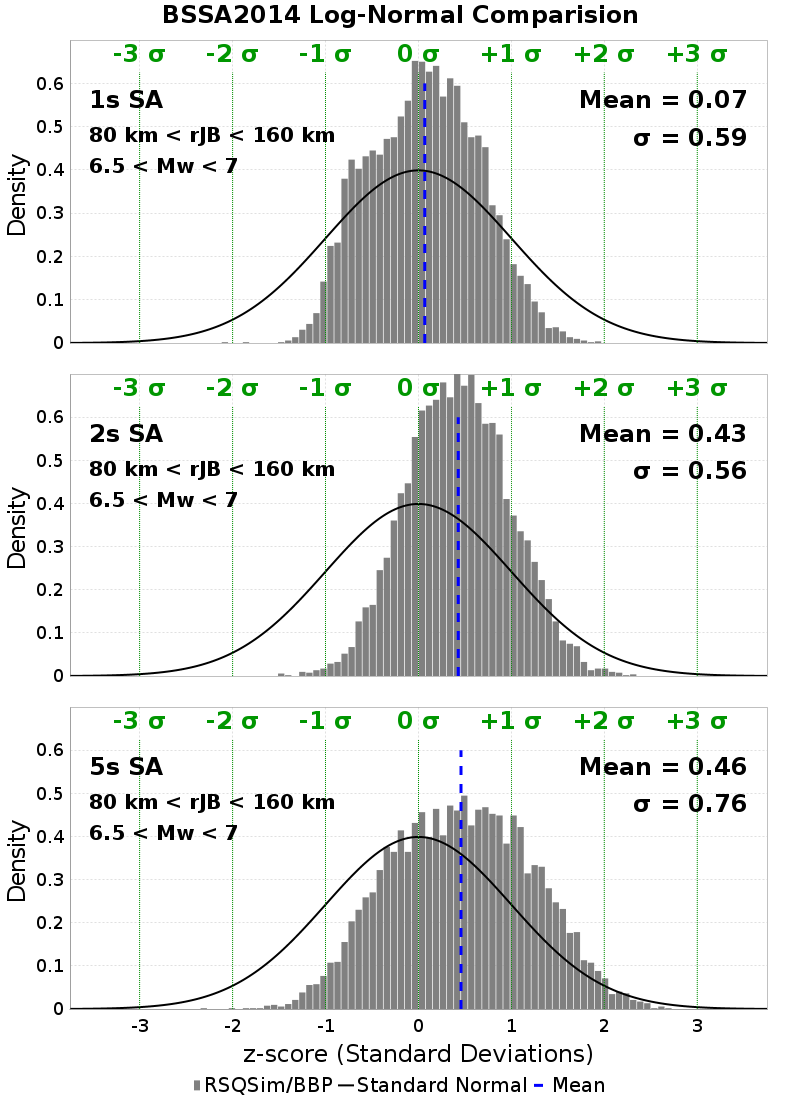 BSSA2014 Log-Normal Comparision
-3 σ -2 σ -1 σ 0 σ +1 σ +2 σ +3 σ
1s SA Mean = 0.07
80 km < rJB < 160 km σ = 0.59
6.5 < Mw < 7
Density
0.6
0.5
0.4
0.3
0.2
0.1
0
-3 σ -2 σ -1 σ 0 σ +1 σ +2 σ +3 σ
2s SA Mean = 0.43
80 km < rJB < 160 km σ = 0.56
6.5 < Mw < 7
Density
0.6
0.5
0.4
0.3
0.2
0.1
0
-3 σ -2 σ -1 σ 0 σ +1 σ +2 σ +3 σ
5s SA Mean = 0.46
80 km < rJB < 160 km σ = 0.76
6.5 < Mw < 7
Density
0.6
0.5
0.4
0.3
0.2
0.1
0
-3 -2 -1 0 1 2 3
z-score (Standard Deviations)
RSQSim/BBP Standard Normal Mean